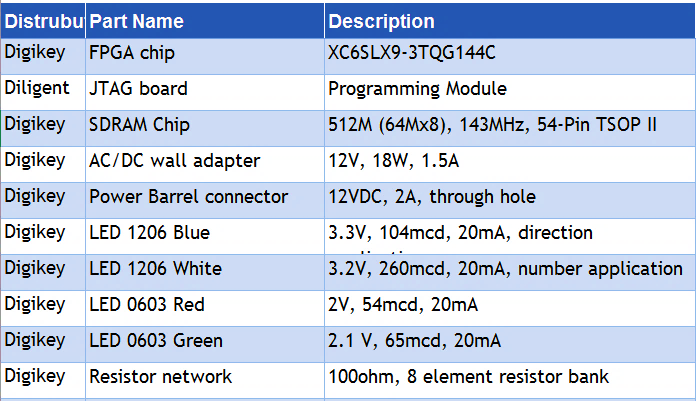 Distrubu Part Name Description
Digikey FPGA chip XC6SLX9-3TQG144C
Diligent JTAG board Programming Module
Digikey SDRAM Chip 512M (64Mx8), 143MHz, 54-Pin TSOP II
Digikey AC/DC wall adapter 12V, 18W, 1.5A
Digikey Power Barrel connector 12VDC, 2A, through hole
Digikey LED 1206 Blue 3.3V, 104mcd, 20mA, direction
Digikey LED 1206 White 3.2V, 260mcd, 20mA, number application
Digikey LED 0603 Red 2V, 54mcd, 20mA
Digikey LED 0603 Green 2.1 V, 65mcd, 20mA
Digikey Resistor network 100ohm, 8 element resistor bank